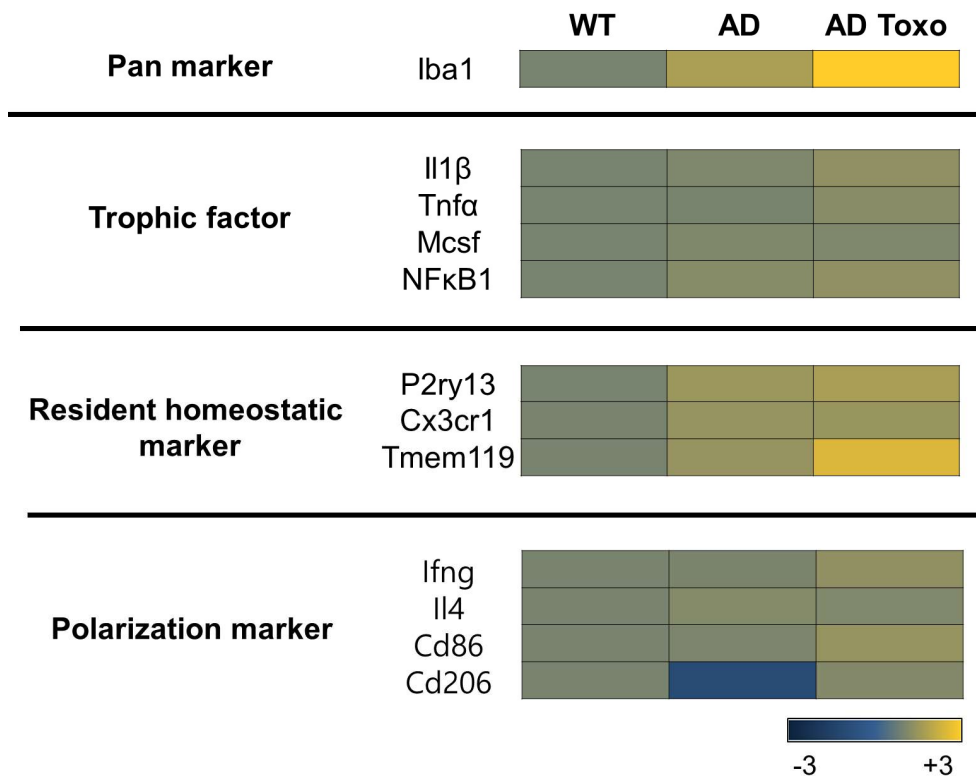 WT AD AD Toxo
Pan marker Iba1
Trophic factor
Il1β
Tnfα
Mcsf
NFκB1
Resident homeostatic
marker
P2ry13
Cx3cr1
Tmem119
Polarization marker
Ifng
Il4
Cd86
Cd206
-3 +3